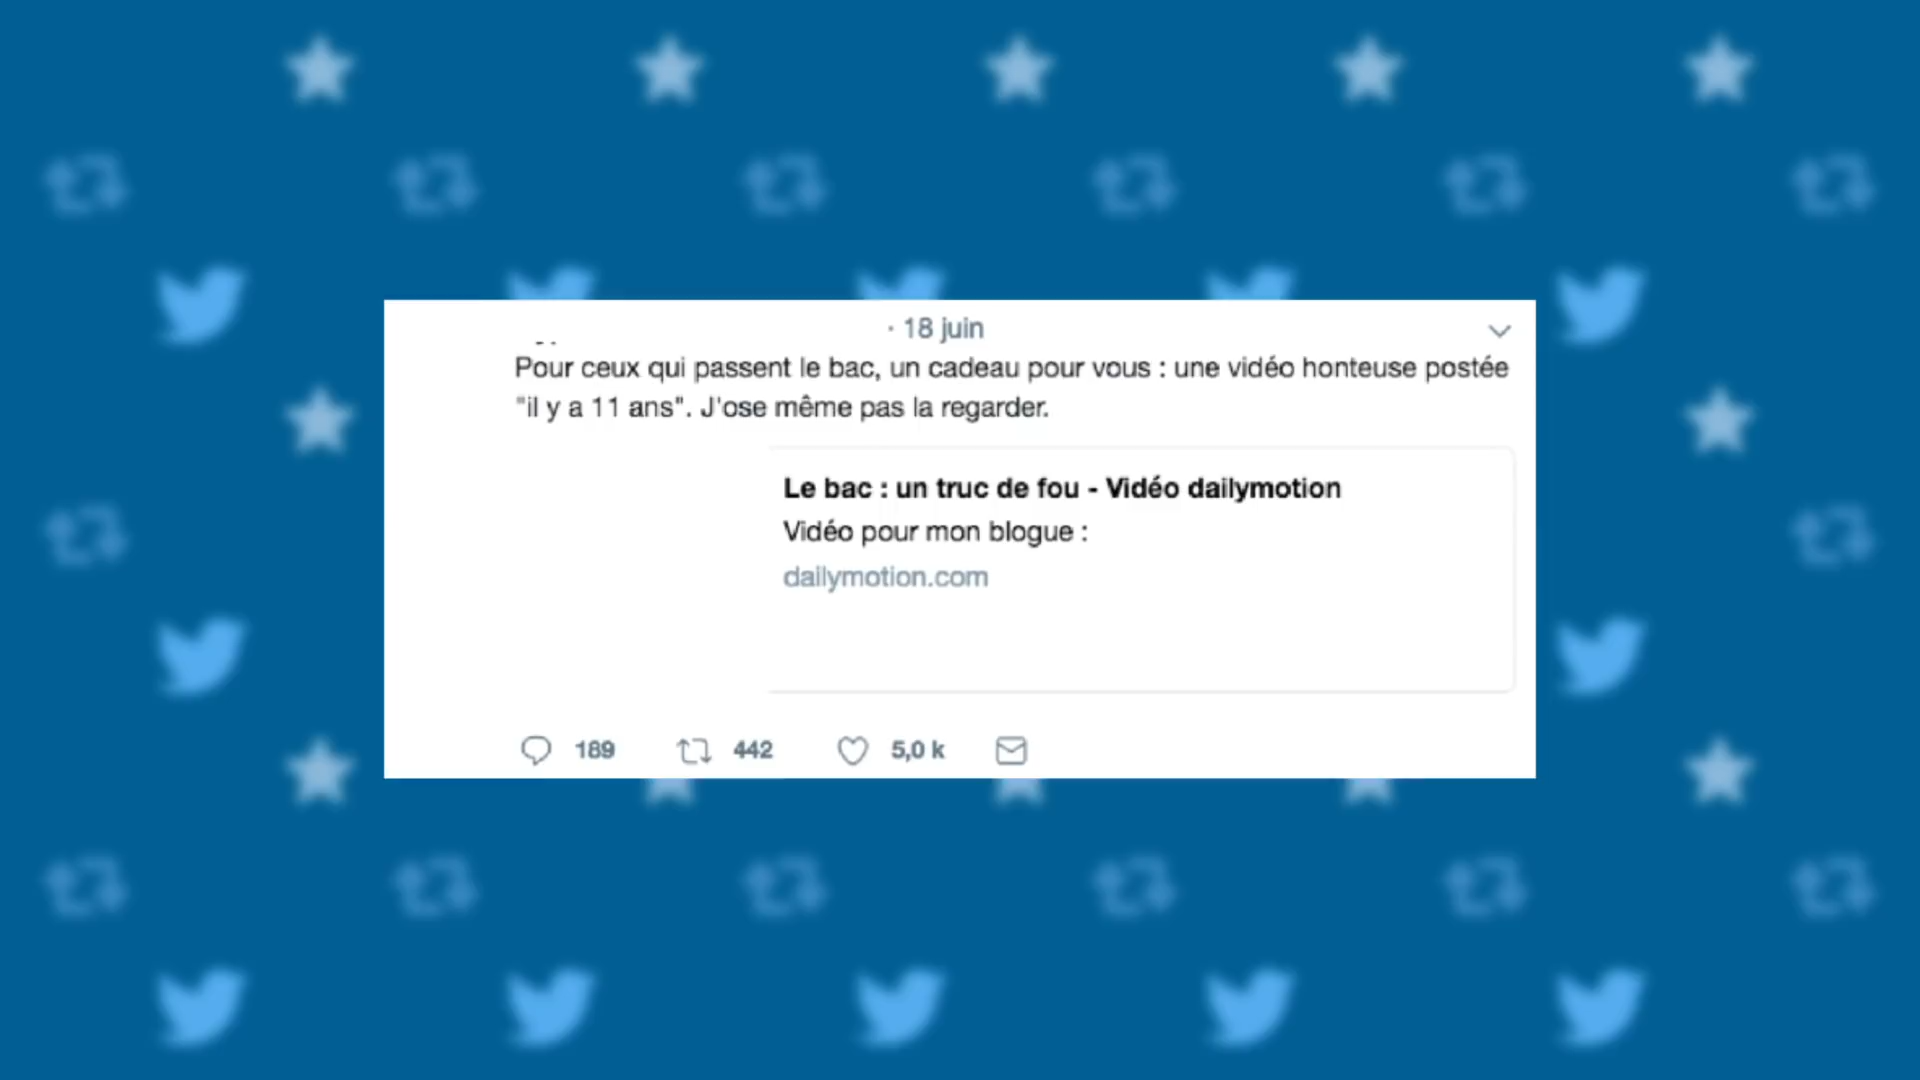 · 18 juin
Pour ceux qui passent le bac, un cadeau pour vous : une vidéo honteuse postée
"il y a 11 ans". J'ose même pas la regarder.
Le bac : un truc de fou - Vidéo dailymotion
Vidéo pour mon blogue :
dailymotion.com
189 442 5,0 k